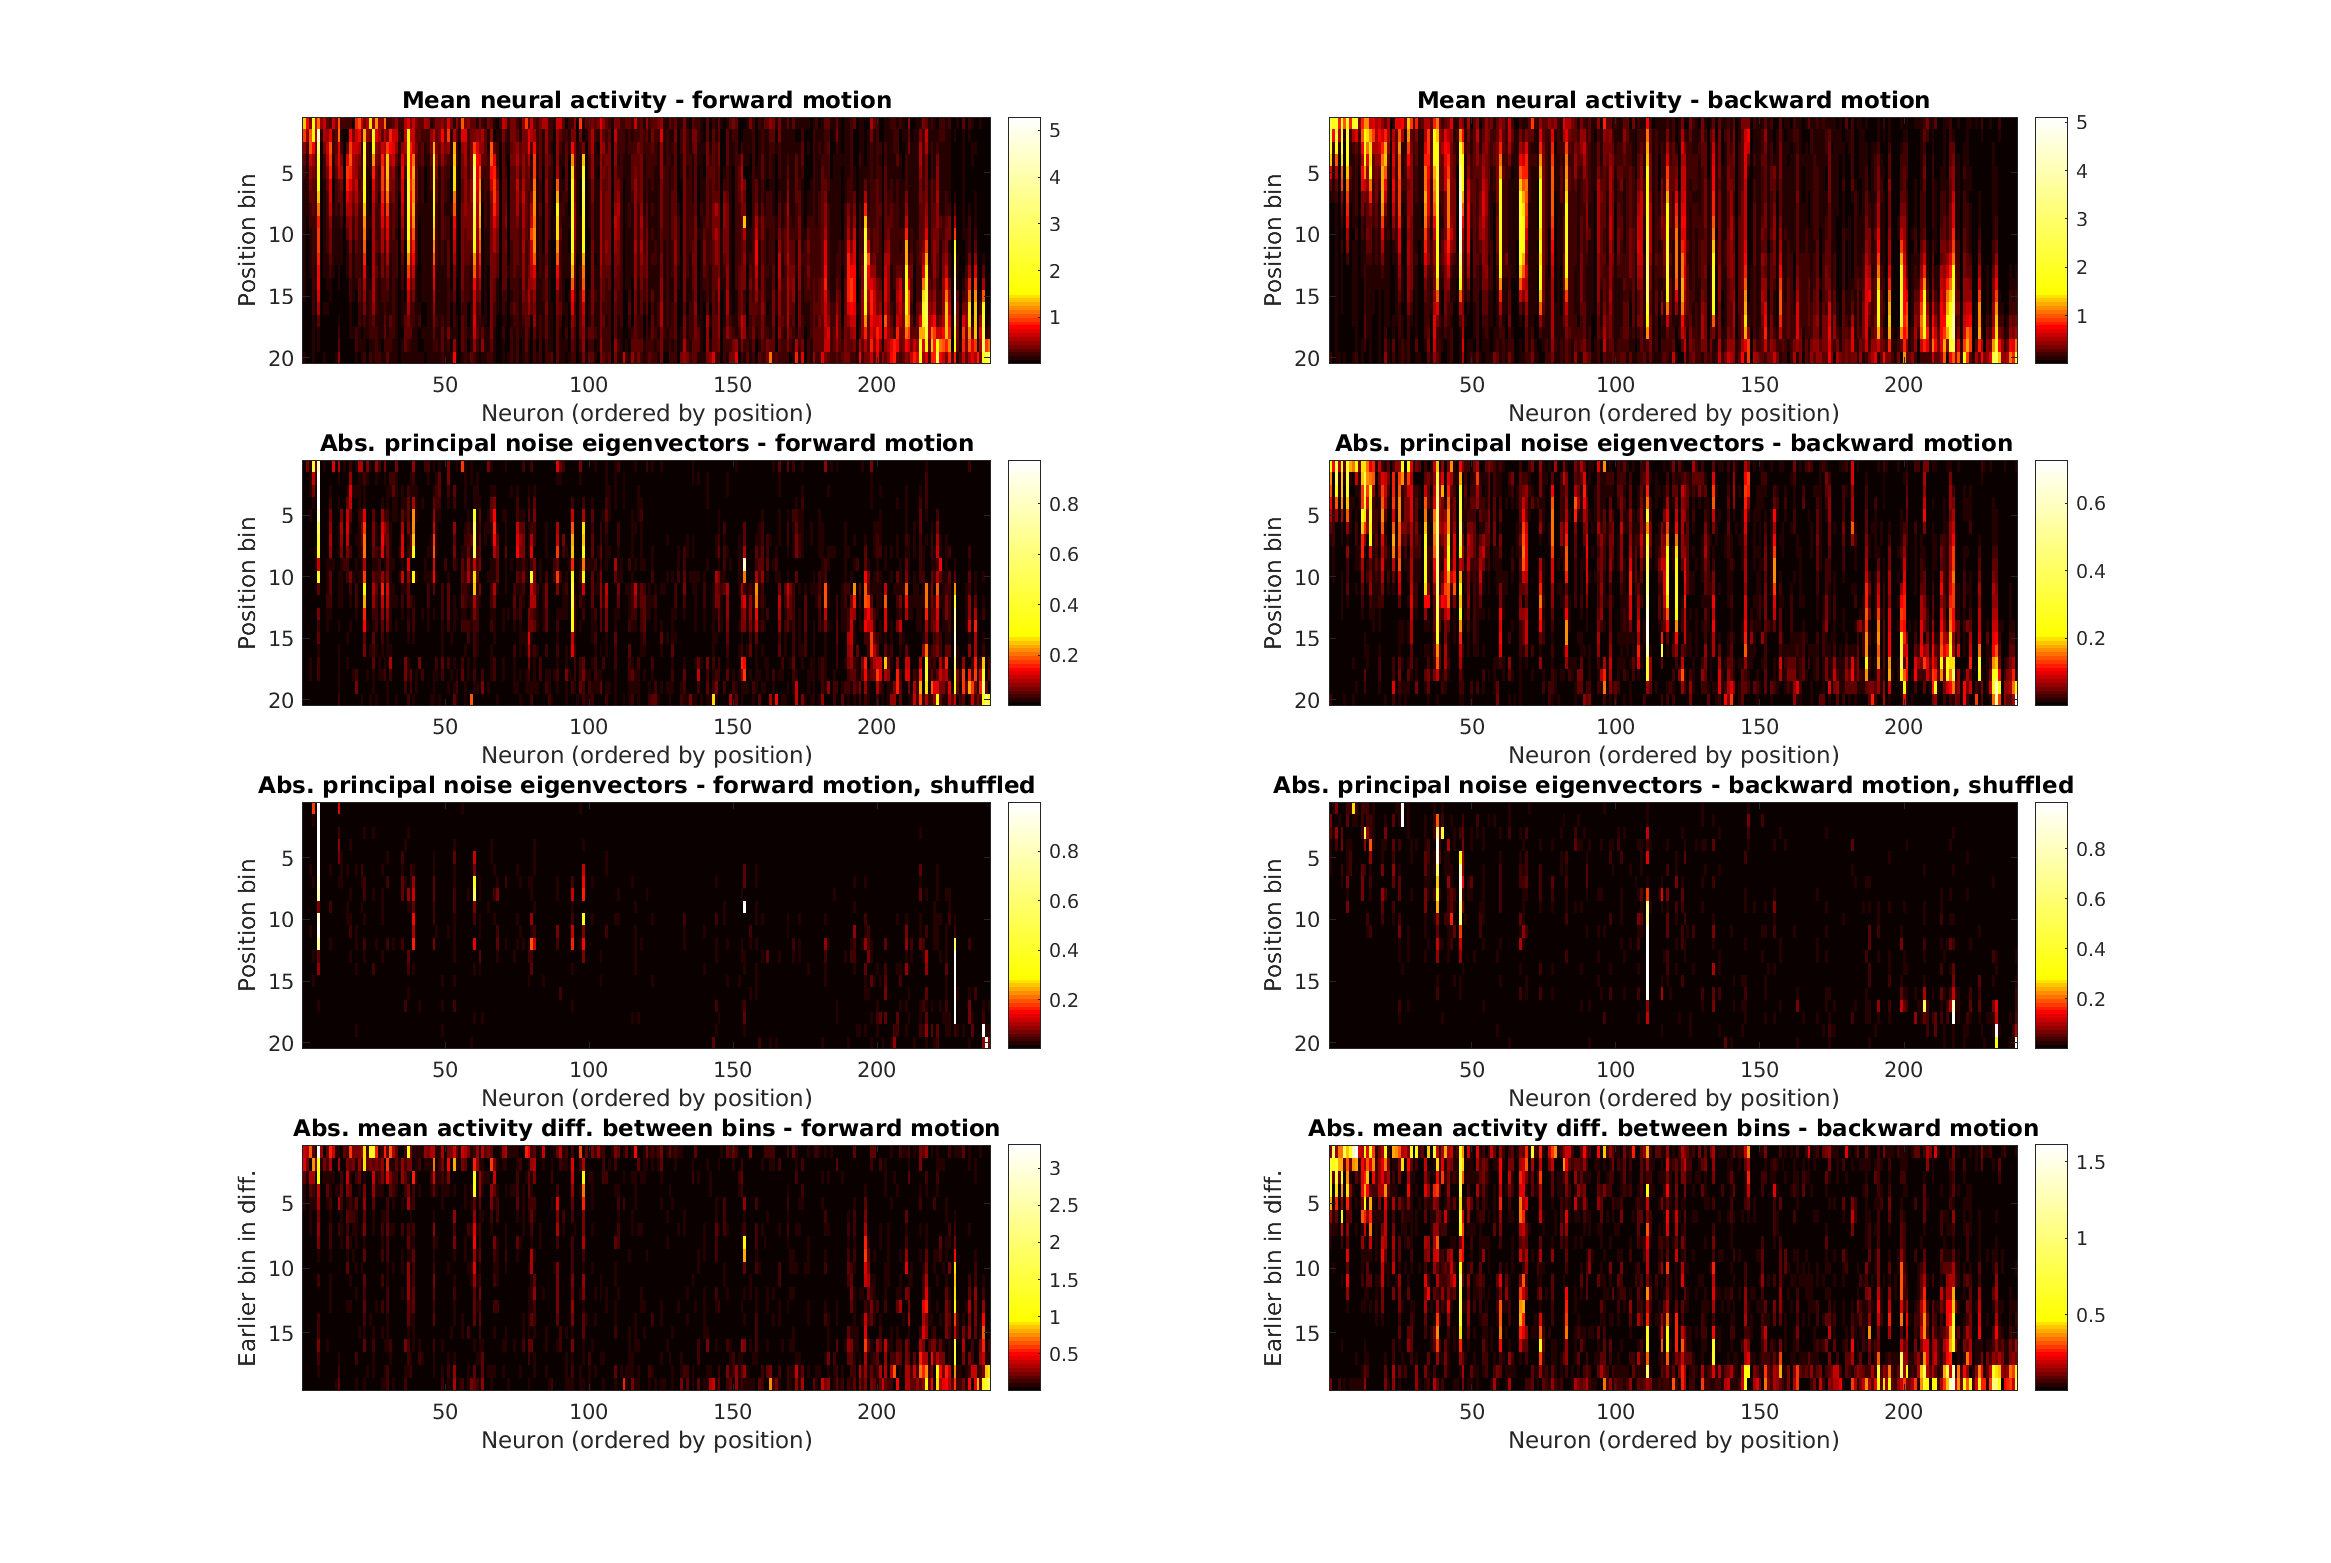 Mean neural activity - forward motion
Position bin
5
10
15
20
50 100 150 200
Neuron (ordered by position)
5
4
3
2
1
Mean neural activity - backward motion
Position bin
5
10
15
20
50 100 150 200
Neuron (ordered by position)
5
4
3
2
1
Abs. principal noise eigenvectors - forward motion
Position bin
5
10
15
20
50 100 150 200
Neuron (ordered by position)
0.8
0.6
0.4
0.2
Abs. principal noise eigenvectors - backward motion
Position bin
5
10
15
20
50 100 150 200
Neuron (ordered by position)
0.6
0.4
0.2
Abs. principal noise eigenvectors - forward motion, shuffled
Position bin
5
10
15
20
50 100 150 200
Neuron (ordered by position)
0.8
0.6
0.4
0.2
Abs. principal noise eigenvectors - backward motion, shuffled
Position bin
5
10
15
20
50 100 150 200
Neuron (ordered by position)
0.8
0.6
0.4
0.2
Abs. mean activity diff. between bins - forward motion
Earlier bin in diff.
5
10
15
50 100 150 200
Neuron (ordered by position)
3
2.5
2
1.5
1
0.5
Abs. mean activity diff. between bins - backward motion
Earlier bin in diff.
5
10
15
50 100 150 200
Neuron (ordered by position)
1.5
1
0.5